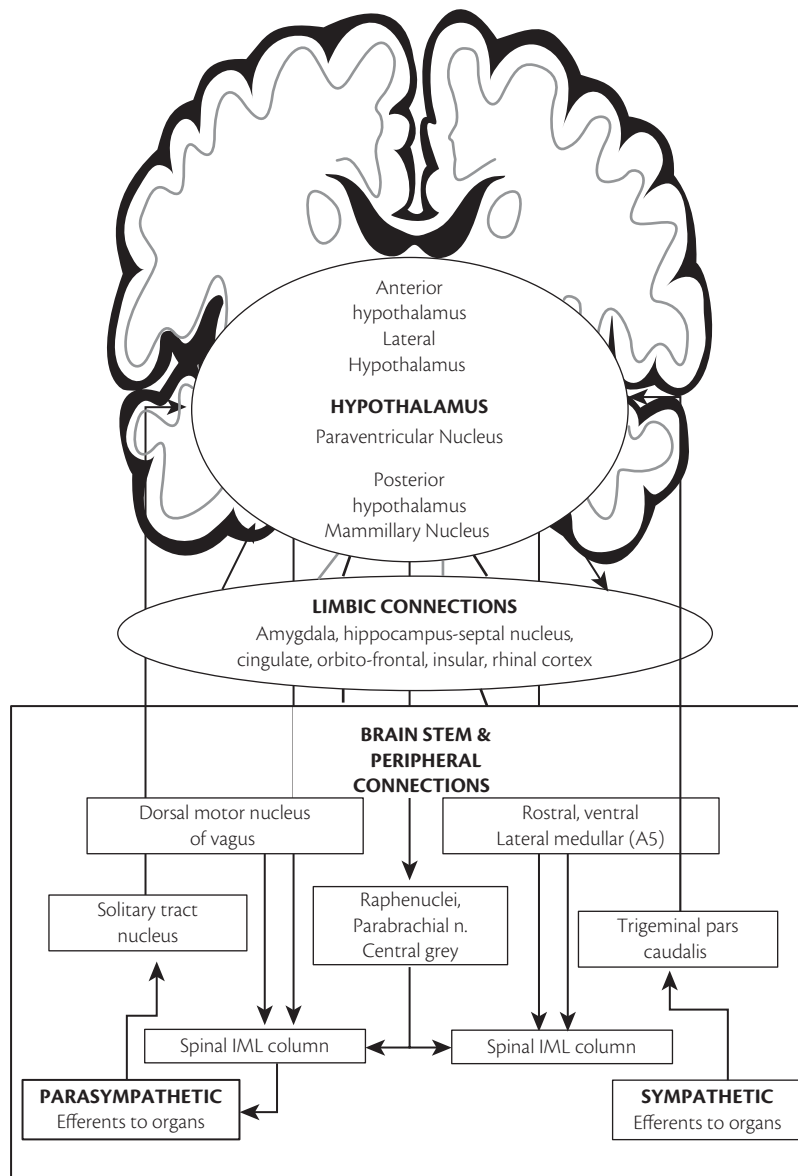 Anterior
hypothalamus
Lateral
Hypothalamus
HYPOTHALAMUS
Paraventricular Nucleus
Posterior
hypothalamus
Mammillary Nucleus
LIMBIC CONNECTIONS
Amygdala, hippocampus-septal nucleus,
cingulate, orbito-frontal, insular, rhinal cortex
BRAIN STEM &
PERIPHERAL
CONNECTIONS
Dorsal motor nucleus
of vagus
Rostral, ventral
Lateral medullar (A5)
Solitary tract
nucleus
Raphenuclei,
Parabrachial n.
Central grey
Trigeminal pars
caudalis
Spinal IML column
Spinal IML column
PARASYMPATHETIC
Efferents to organs
SYMPATHETIC
Efferents to organs